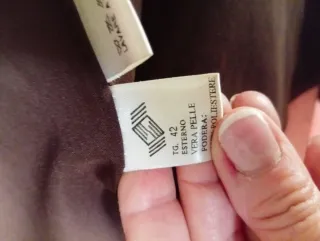 TG. 42
ESTERNO
VERA PELLE
FODERA:
POLIESTERE